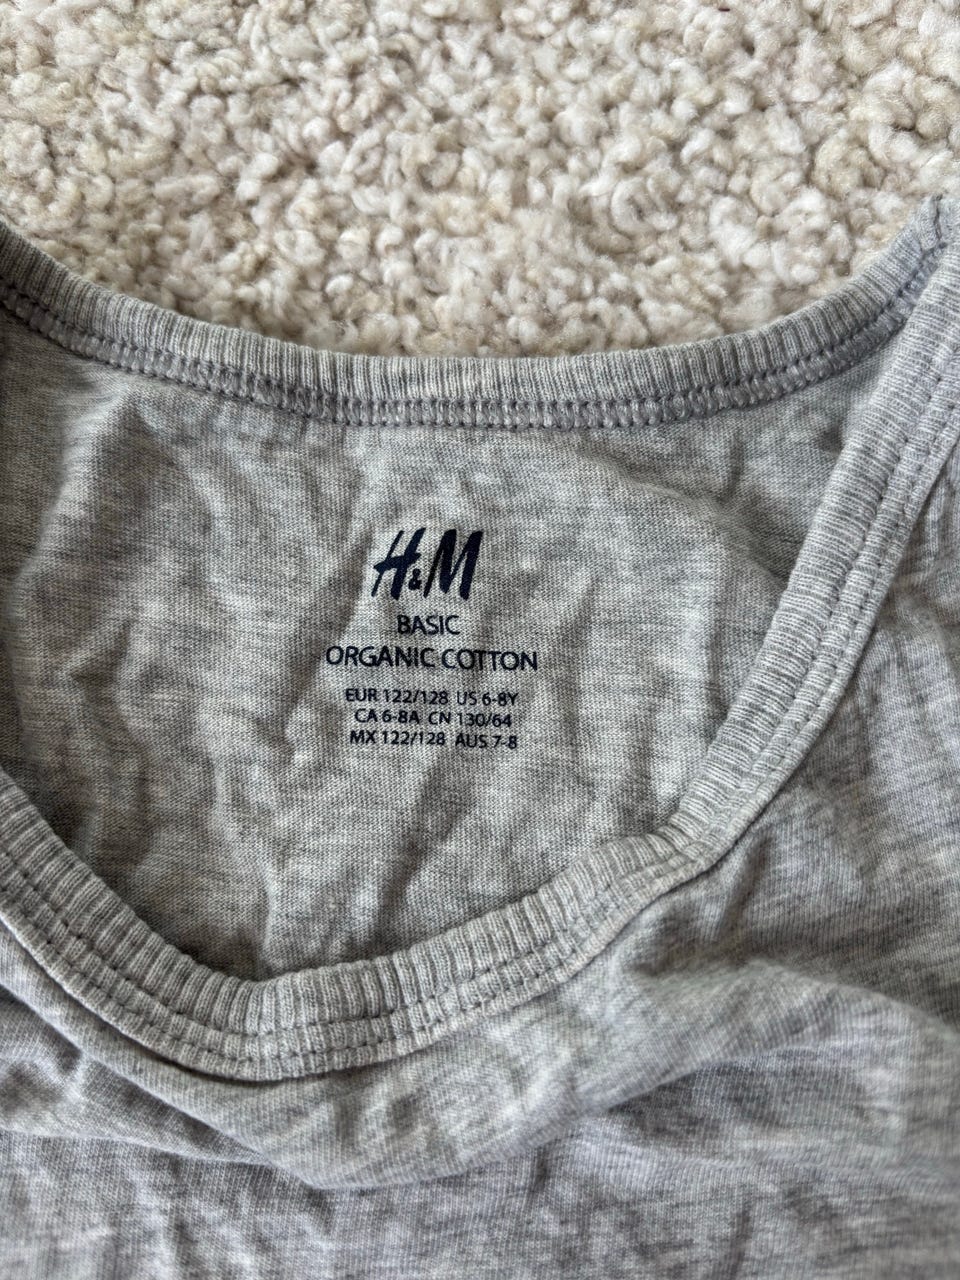 H&M
BASIC
ORGANIC COTTON
EUR 122/128 US 6-8Y
CA 6-8A CN 130/64
MX 122/128 AUS 7-8